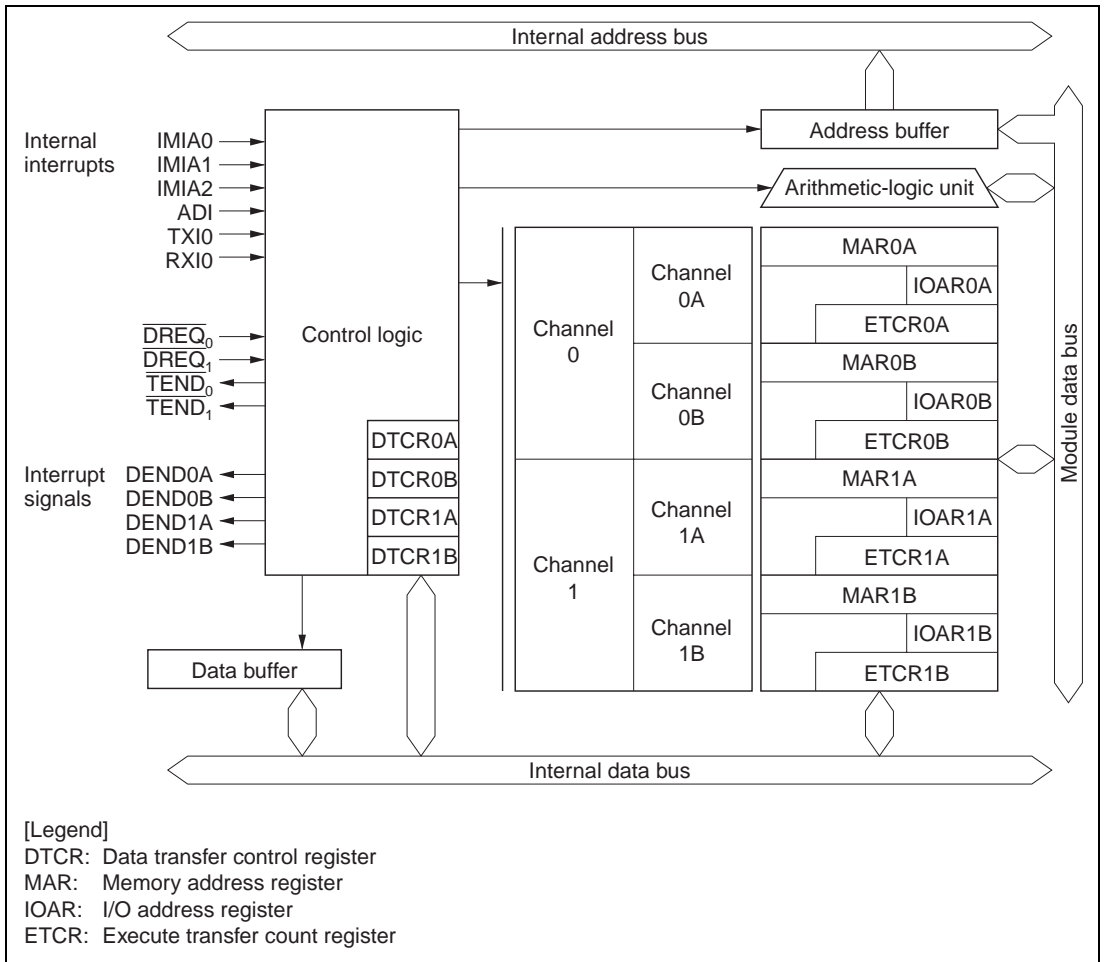 Internal address bus
Internal
interrupts
IMIA0
IMIA1
IMIA2
ADI
TXI0
RXI0
DREQ0
DREQ1
TEND0
TEND1
Interrupt
signals
DEND0A
DEND0B
DEND1A
DEND1B
Control logic
DTCR0A
DTCR0B
DTCR1A
DTCR1B
Data buffer
Address buffer
Arithmetic-logic unit
Channel
0
Channel
0A
Channel
0B
Channel
1
Channel
1A
Channel
1B
MAR0A
IOAR0A
ETCR0A
MAR0B
IOAR0B
ETCR0B
MAR1A
IOAR1A
ETCR1A
MAR1B
IOAR1B
ETCR1B
Module data bus
Internal data bus
[Legend]
DTCR: Data transfer control register
MAR: Memory address register
IOAR: I/O address register
ETCR: Execute transfer count register